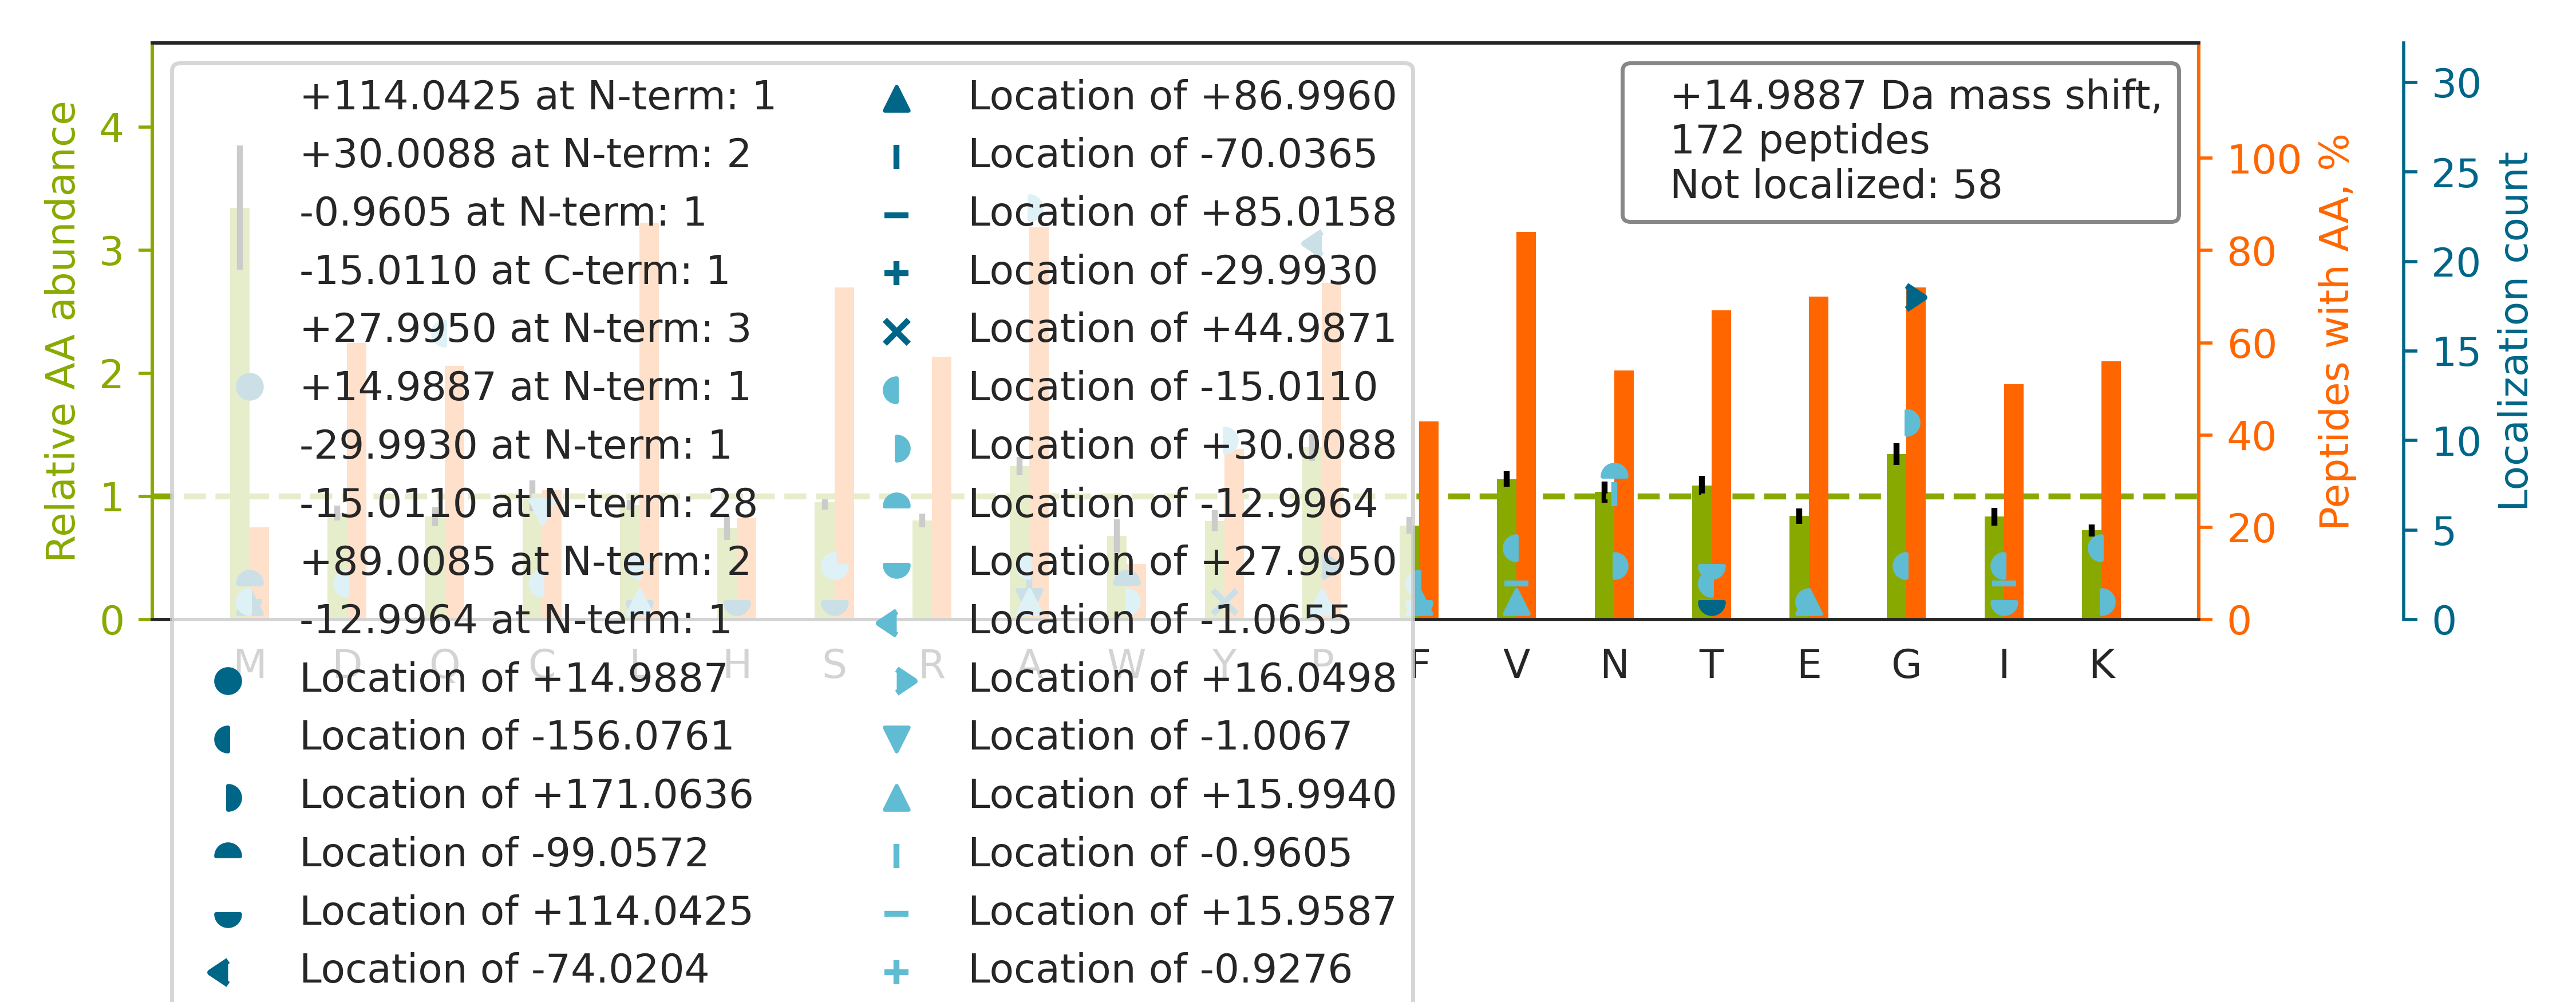 +114.0425 at N-term: 1
+30.0088 at N-term: 2
-0.9605 at N-term: 1
-15.0110 at C-term: 1
+27.9950 at N-term: 3
+14.9887 at N-term: 1
-29.9930 at N-term: 1
-15.0110 at N-term: 28
+89.0085 at N-term: 2
-12.9964 at N-term: 1
Location of +14.9887
Location of -156.0761
Location of +171.0636
Location of -99.0572
Location of +114.0425
Location of -74.0204
Location of +86.9960
Location of -70.0365
Location of +85.0158
Location of -29.9930
Location of +44.9871
Location of -15.0110
Location of +30.0088
Location of -12.9964
Location of +27.9950
Location of -1.0655
Location of +16.0498
Location of -1.0067
Location of +15.9940
Location of -0.9605
Location of +15.9587
Location of -0.9276
+14.9887 Da mass shift,
172 peptides
Not localized: 58
Relative AA abundance
4
3
2
1
0
M D Q C L H S R A W Y P F V N T E G I K
100
80
60
40
20
0
Peptides with AA, %
30
25
20
15
10
5
0
Localization count